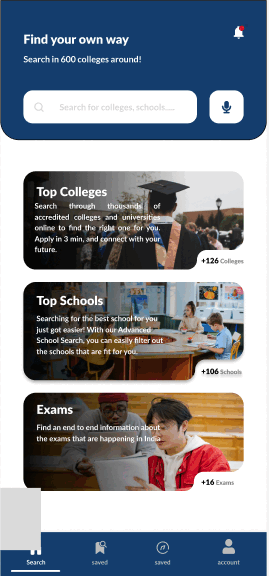 Find your own way
Search in 600 colleges around!
Search for colleges, schools.....
Top Colleges
Search through thousands of
accredited colleges and universities
online to find the right one for you.
Apply in 3 min, and connect with your
future.
+126 Colleges
Top Schools
Searching for the best school for you
just got easier! With our Advanced
School Search, you can easily filter out
the schools that are fit for you.
+106 Schools
Exams
Find an end to end information about
the exams that are happening in India
+16 Exams
Search saved saved account